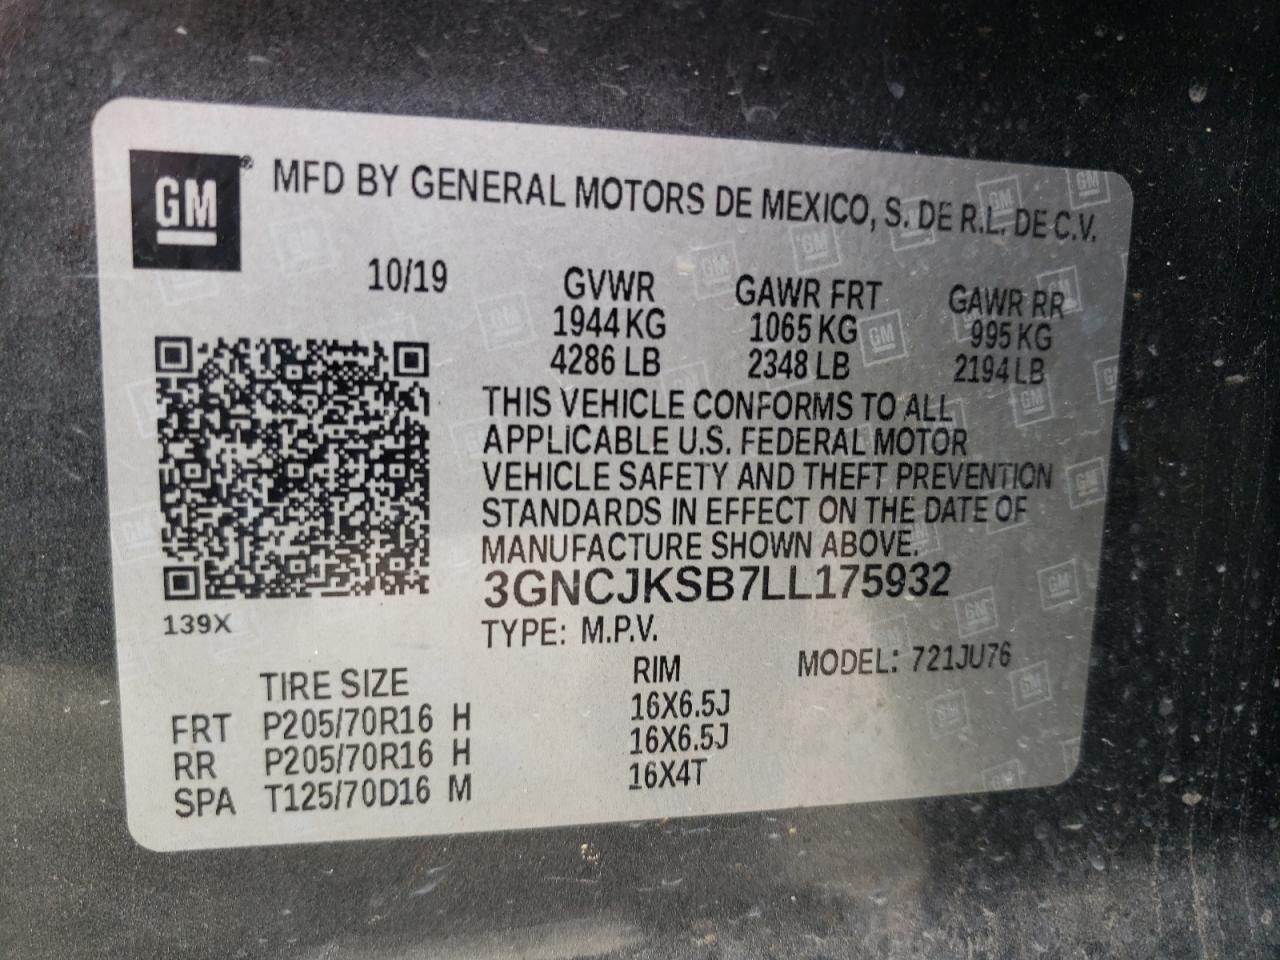 GM ® MFD BY GENERAL MOTORS DE MEXICO, S. DE R.L. DE C.V.
10/19 GVWR GAWR FRT GAWR RR
1944 KG 1065 KG 995 KG
4286 LB 2348 LB 2194 LB
THIS VEHICLE CONFORMS TO ALL
APPLICABLE U.S. FEDERAL MOTOR
VEHICLE SAFETY AND THEFT PREVENTION
STANDARDS IN EFFECT ON THE DATE OF
MANUFACTURE SHOWN ABOVE.
3GNCJKSB7LL175932
139X
TYPE: M.P.V.
TIRE SIZE RIM MODEL: 721JU76
FRT P205/70R16 H 16X6.5J
RR P205/70R16 H 16X6.5J
SPA T125/70D16 M 16X4T